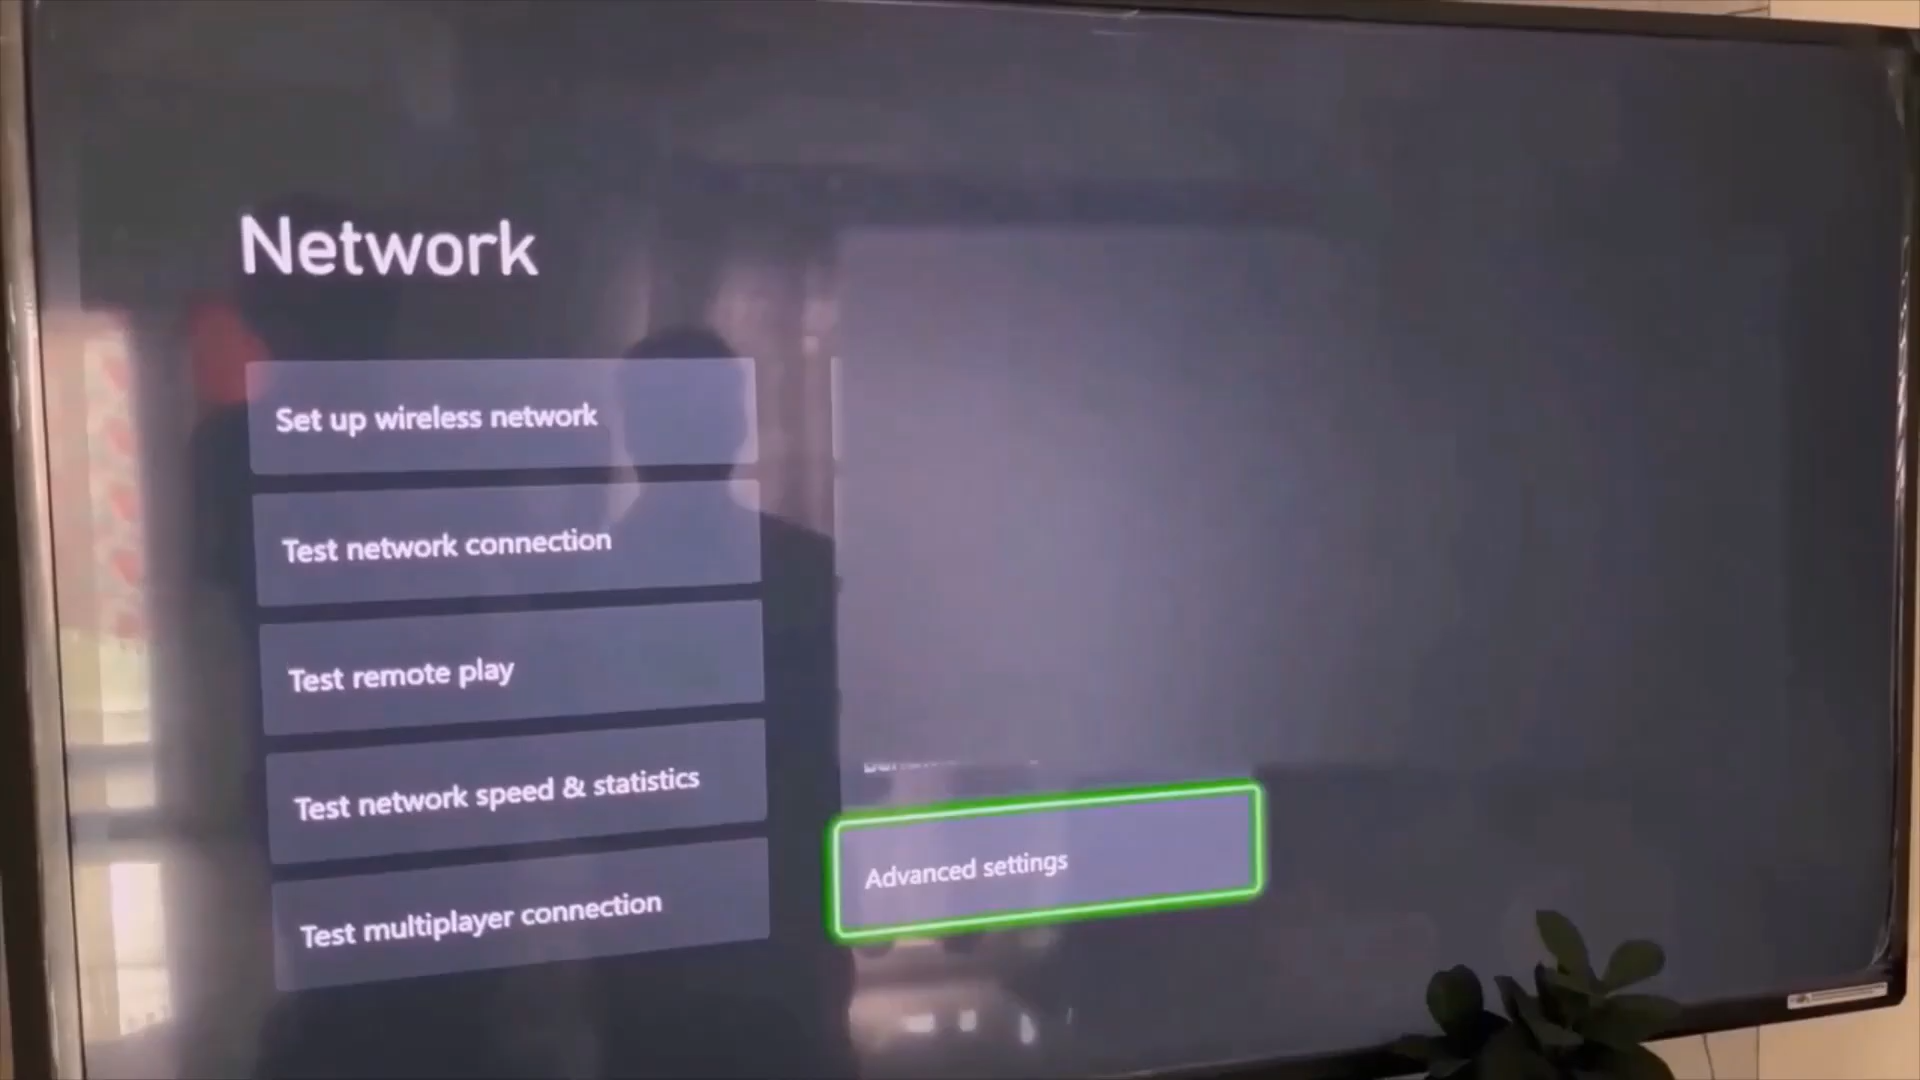 Network
Set up wireless network
Test network connection
Test remote play
Test network speed & statistics
Test multiplayer connection
Advanced settings